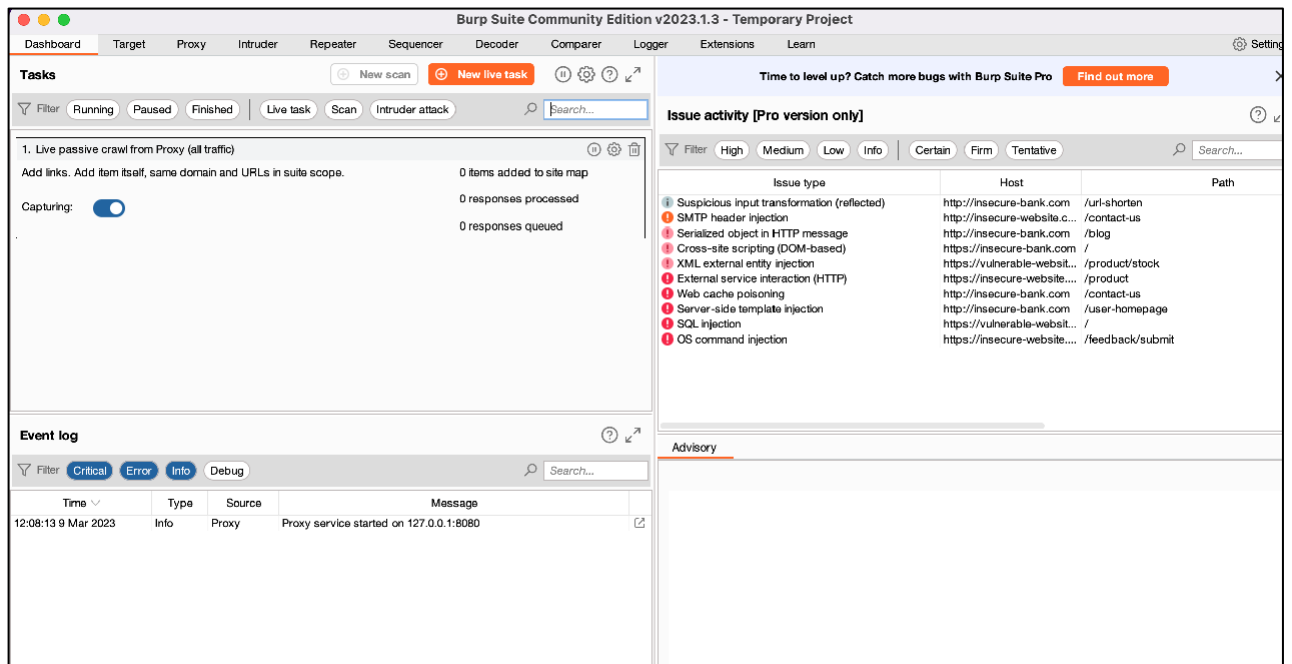 Burp Suite Community Edition v2023.1.3 - Temporary Project
Dashboard Target Proxy Intruder Repeater Sequencer Decoder Comparer Logger Extensions Learn Setting
Tasks New scan New live task
Filter Running Paused Finished Live task Scan Intruder attack Search...
1. Live passive crawl from Proxy (all traffic)
Add links. Add item itself, same domain and URLs in suite scope. 0 items added to site map
0 responses processed
Capturing:
0 responses queued
Event log
Filter Critical Error Info Debug Search...
Time Type Source Message
12:08:13 9 Mar 2023 Info Proxy Proxy service started on 127.0.0.1:8080
Time to level up? Catch more bugs with Burp Suite Pro Find out more
Issue activity [Pro version only]
Filter High Medium Low Info Certain Firm Tentative Search...
Issue type Host Path
Suspicious input transformation (reflected) http://insecure-bank.com /url-shorten
SMTP header injection http://insecure-website.c... /contact-us
Serialized object in HTTP message http://insecure-bank.com /blog
Cross-site scripting (DOM-based) https://insecure-bank.com /
XML external entity injection https://vulnerable-websit... /product/stock
External service interaction (HTTP) https://insecure-website.... /product
Web cache poisoning http://insecure-bank.com /contact-us
Server-side template injection http://insecure-bank.com /user-homepage
SQL injection https://vulnerable-websit... /
OS command injection https://insecure-website.... /feedback/submit
Advisory